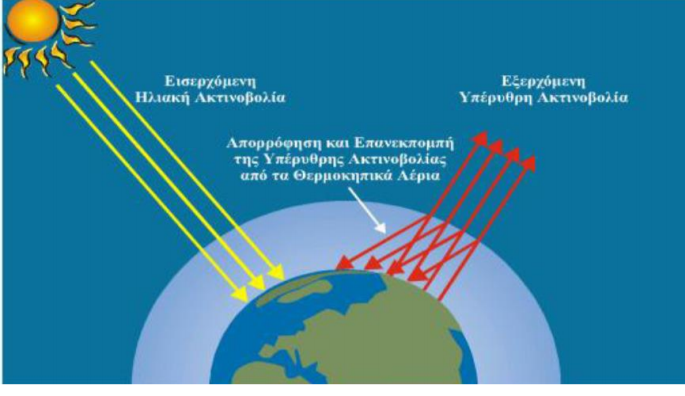 Εισερχόμενη
Ηλιακή Ακτινοβολία
Εξερχόμενη
Υπέρυθρη Ακτινοβολία
Απορρόφηση και Επανεκπομπή
της Υπέρυθρης Ακτινοβολίας
από τα Θερμοκηπικά Αέρια